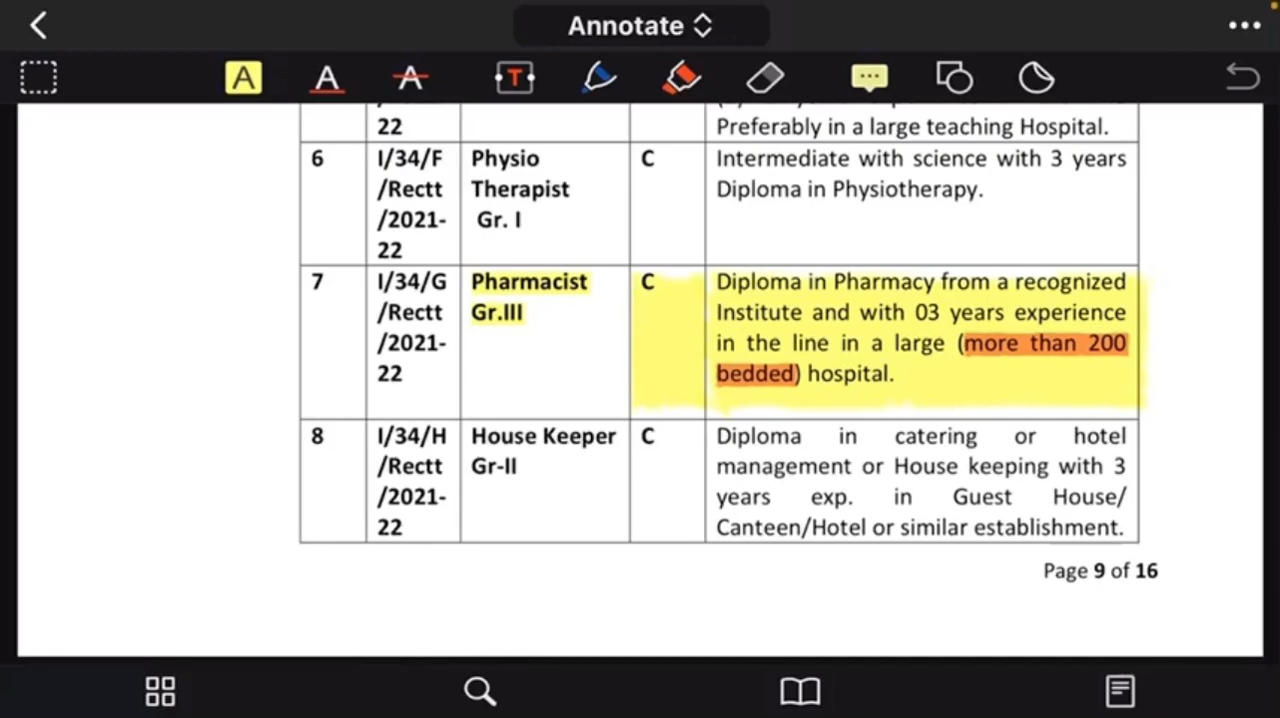 Annotate
A
A
A
T
22
Preferably in a large teaching Hospital.
6
I/34/F
/Rectt
/2021-
22
Physio
Therapist
Gr. I
C
Intermediate with science with 3 years
Diploma in Physiotherapy.
7
I/34/G
/Rectt
/2021-
22
Pharmacist
Gr.III
C
Diploma in Pharmacy from a recognized
Institute and with 03 years experience
in the line in a large (more than 200
bedded) hospital.
8
I/34/H
/Rectt
/2021-
22
House Keeper
Gr-II
C
Diploma in catering or hotel
management or House keeping with 3
years exp. in Guest House/
Canteen/Hotel or similar establishment.
Page 9 of 16